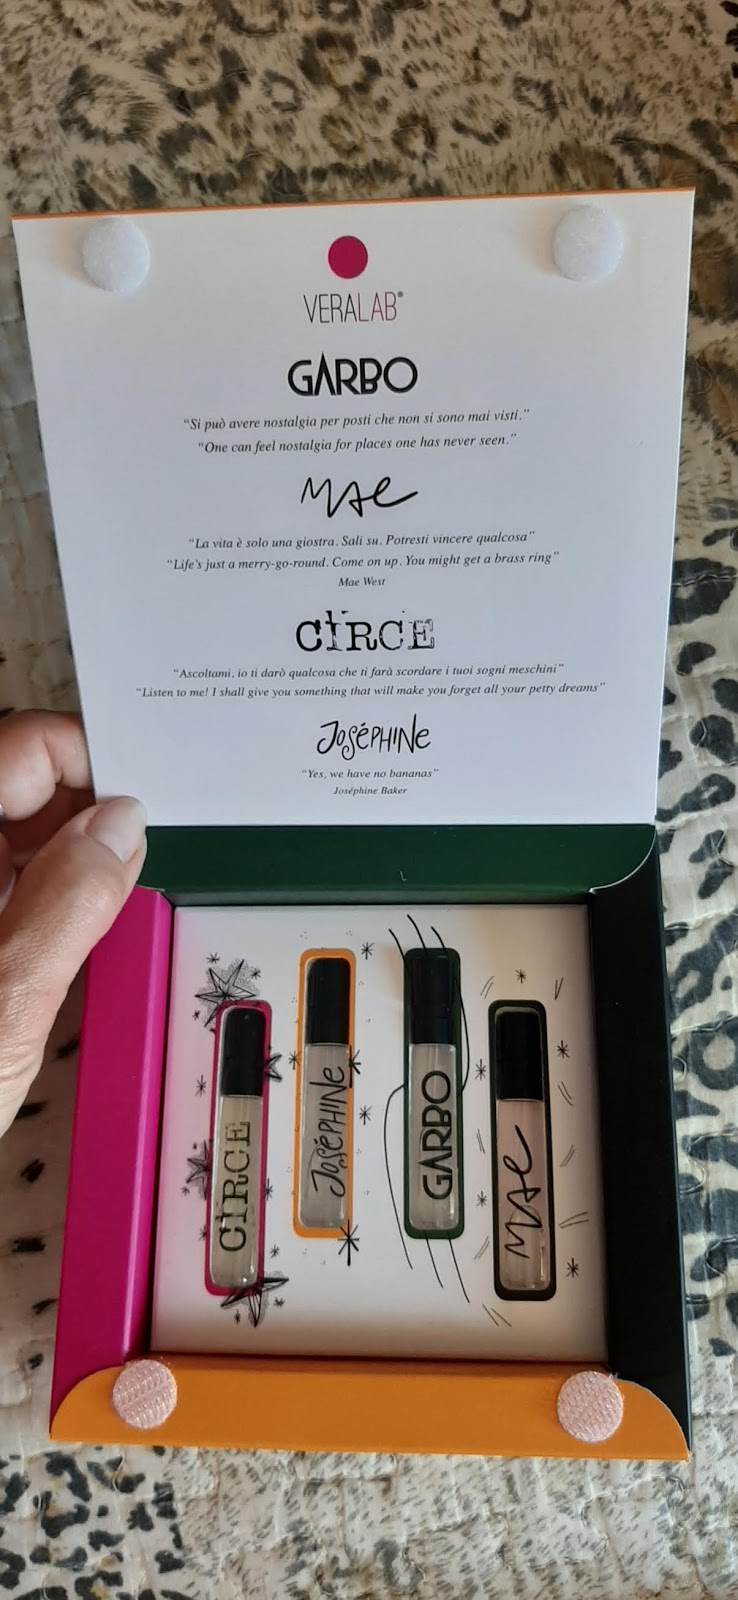 VERALAB®
GARBO
“Si può avere nostalgia per posti che non si sono mai visti.”
“One can feel nostalgia for places one has never seen.”
Mae
“La vita è solo una giostra. Sali su. Potresti vincere qualcosa”
“Life's just a merry-go-round. Come on up. You might get a brass ring”
Mae West
CIRCE
“Ascoltami, io ti darò qualcosa che ti farà scordare i tuoi sogni meschini”
“Listen to me! I shall give you something that will make you forget all your petty dreams”
JoSéPHINe
“Yes, we have no bananas”
Joséphine Baker
CIRCE
JoSéPHINe
GARBO
Mae